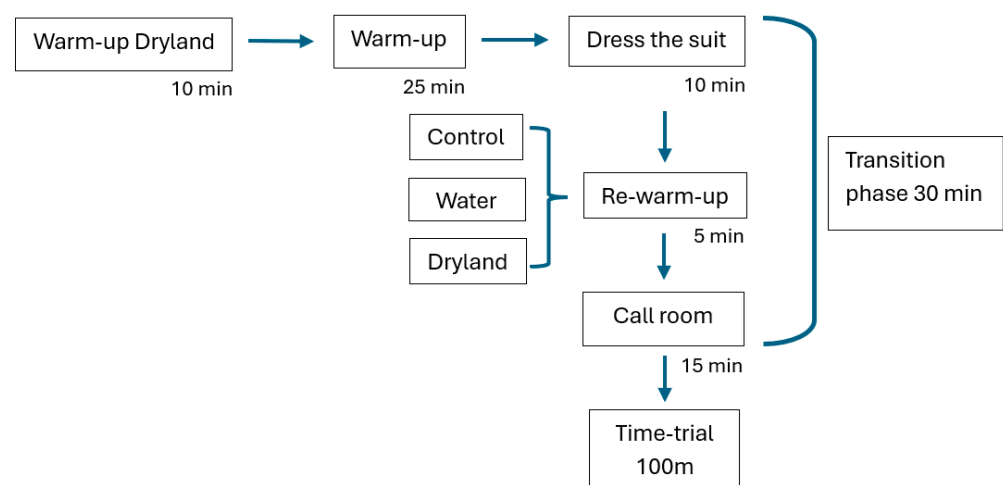 Warm-up Dryland
10 min
Warm-up
25 min
Dress the suit
10 min
Control
Water
Dryland
Re-warm-up
5 min
Call room
15 min
Transition
phase 30 min
Time-trial
100m